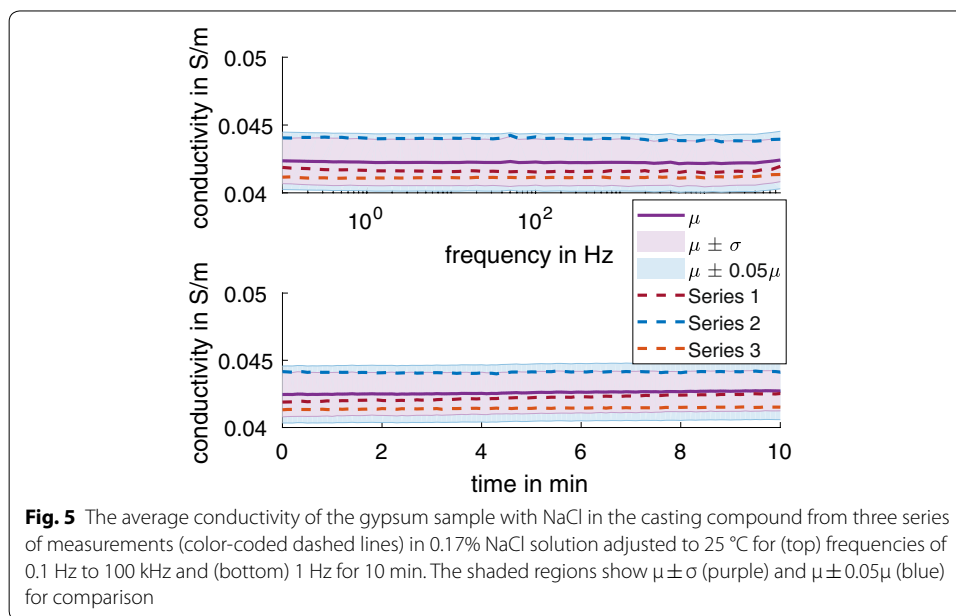 0.05
0.045
0.04
conductivity in S/m
10⁰
10²
frequency in Hz
μ
μ ± σ
μ ± 0.05μ
Series 1
Series 2
Series 3
0.05
0.045
0.04
conductivity in S/m
0
2
4
6
8
10
time in min
Fig. 5 The average conductivity of the gypsum sample with NaCl in the casting compound from three series
of measurements (color-coded dashed lines) in 0.17% NaCl solution adjusted to 25 °C for (top) frequencies of
0.1 Hz to 100 kHz and (bottom) 1 Hz for 10 min. The shaded regions show μ±σ (purple) and μ±0.05μ (blue)
for comparison